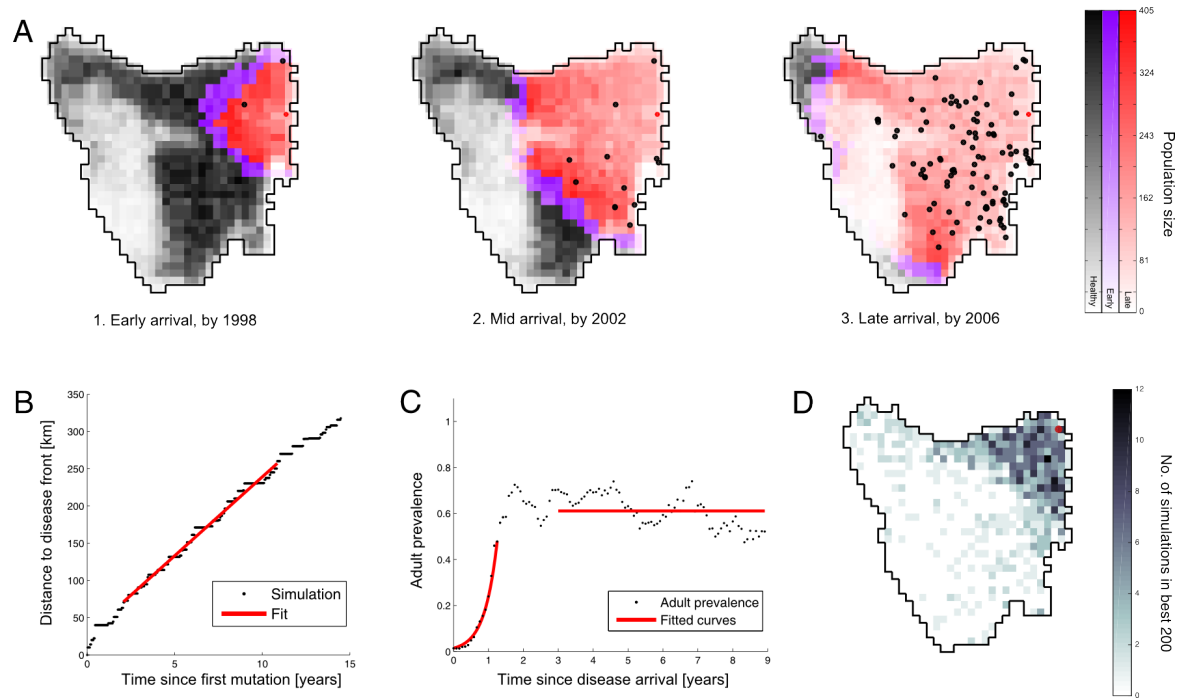 A
1. Early arrival, by 1998
2. Mid arrival, by 2002
3. Late arrival, by 2006
405
324
243
162
81
0
Healthy
Early
Late
Population size
B
350
300
250
200
150
100
50
0
0 5 10 15
Distance to disease front [km]
Time since first mutation [years]
Simulation
Fit
C
1
0.8
0.6
0.4
0.2
0
0 1 2 3 4 5 6 7 8 9
Adult prevalence
Time since disease arrival [years]
Adult prevalence
Fitted curves
D
12
10
8
6
4
2
0
No. of simulations in best 200